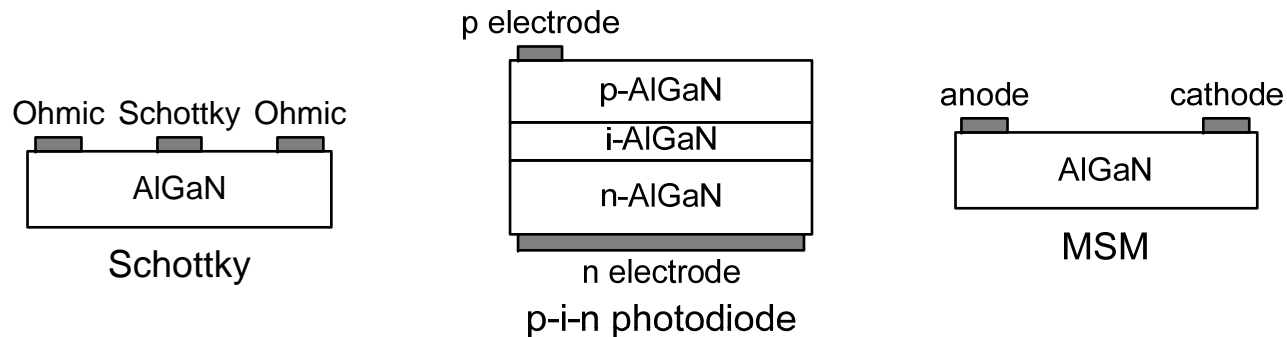 Ohmic Schottky Ohmic
AlGaN
Schottky
p electrode
p-AlGaN
i-AlGaN
n-AlGaN
n electrode
p-i-n photodiode
anode cathode
AlGaN
MSM